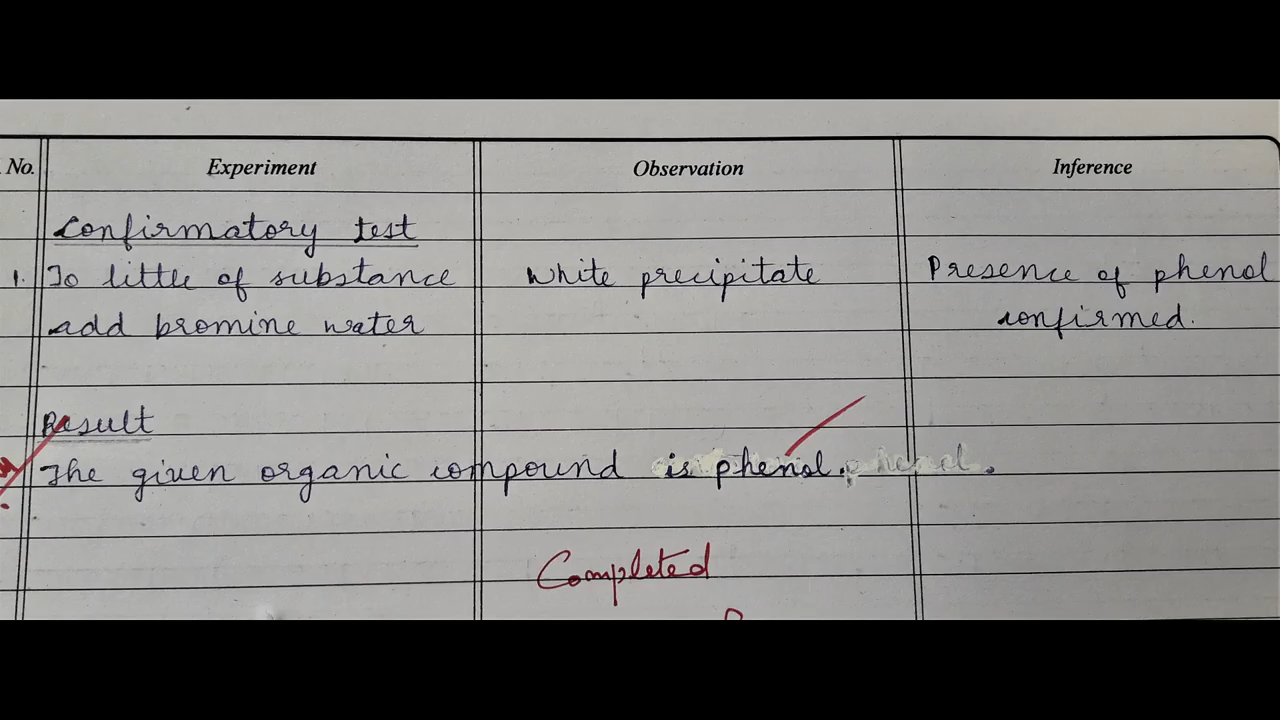 No. Experiment Observation Inference
Confirmatory test
1. To little of substance White precipitate Presence of phenol
add bromine water confirmed.
Result
The given organic compound is phenol. phenol.
Completed